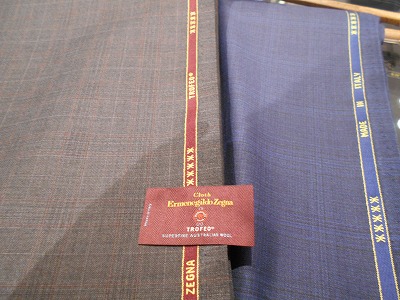 *****
TROFEO®
*****
ZEGNA
Cloth
Ermenegildo Zegna
TROFEO®
SUPERFINE AUSTRALIAN WOOL
*****
MADE IN ITALY
*****